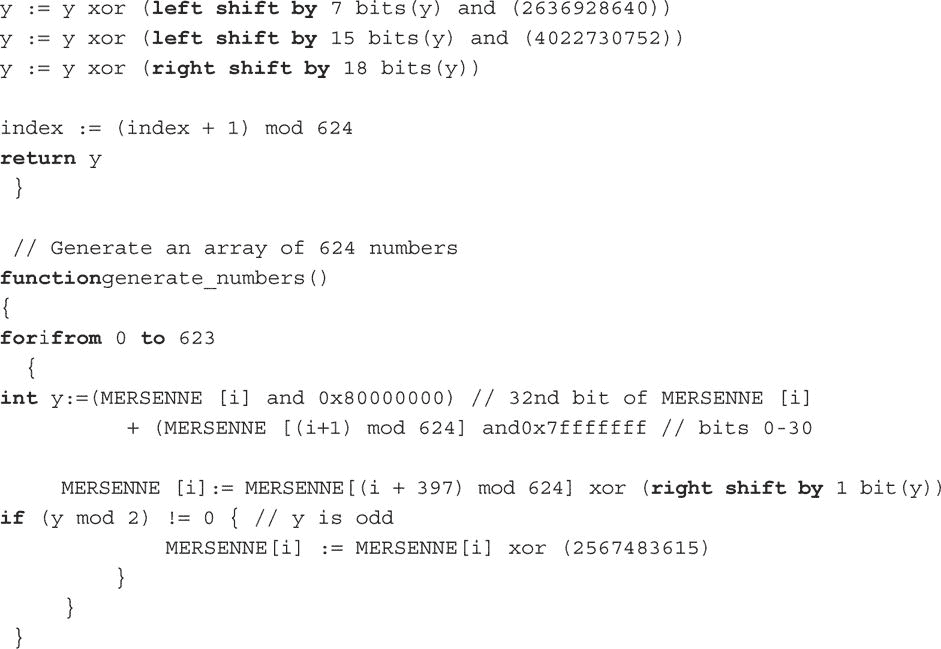 y := y xor (left shift by 7 bits(y) and (2636928640))
y := y xor (left shift by 15 bits(y) and (4022730752))
y := y xor (right shift by 18 bits(y))
index := (index + 1) mod 624
return y
}
// Generate an array of 624 numbers
functiongenerate_numbers()
{
forifrom 0 to 623
{
int y:=(MERSENNE [i] and 0x80000000) // 32nd bit of MERSENNE [i]
+ (MERSENNE [(i+1) mod 624] and0x7fffffff // bits 0-30
MERSENNE [i]:= MERSENNE[(i + 397) mod 624] xor (right shift by 1 bit(y))
if (y mod 2) != 0 { // y is odd
MERSENNE[i] := MERSENNE[i] xor (2567483615)
}
}
}